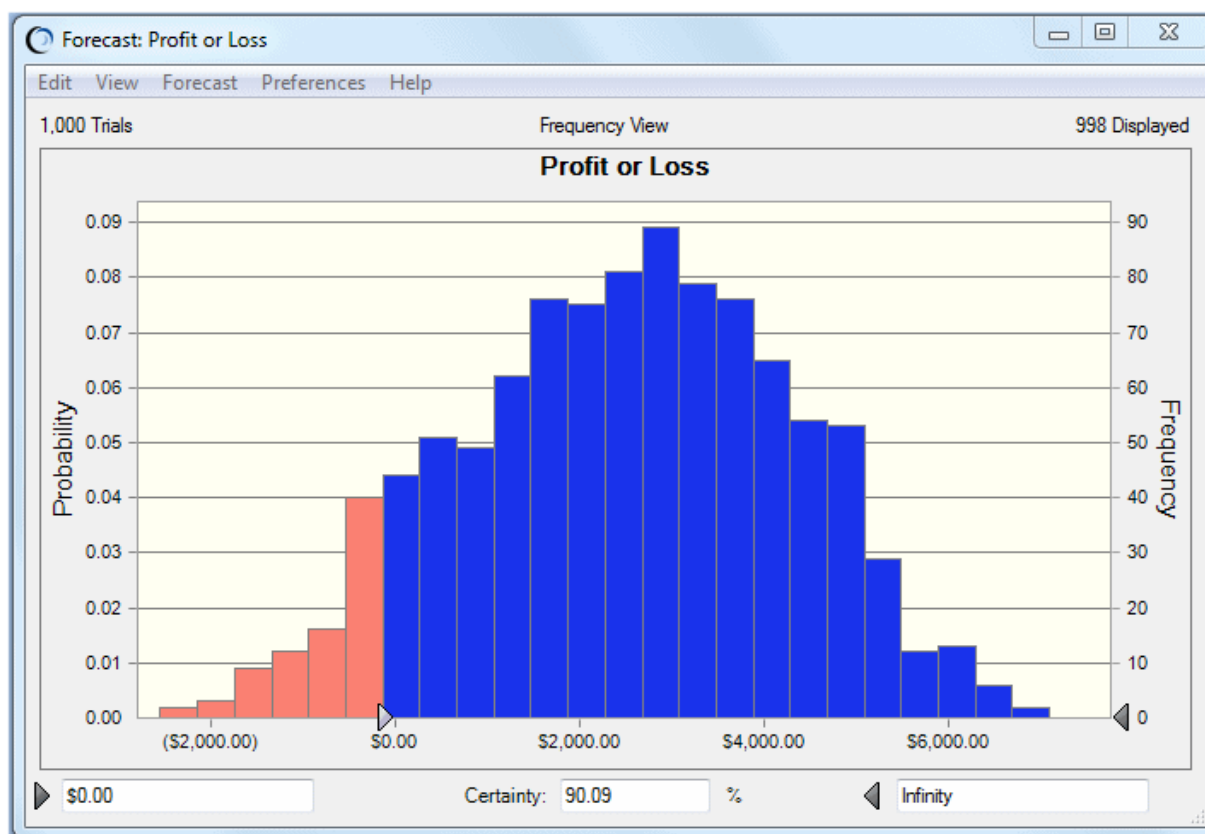 Forecast: Profit or Loss
Edit View Forecast Preferences Help
1,000 Trials Frequency View 998 Displayed
Profit or Loss
0.09 90
0.08 80
0.07 70
0.06 60
0.05 50
0.04 40
0.03 30
0.02 20
0.01 10
0.00 0
Probability
Frequency
($2,000.00) $0.00 $2,000.00 $4,000.00 $6,000.00
$0.00 Certainty: 90.09 % Infinity